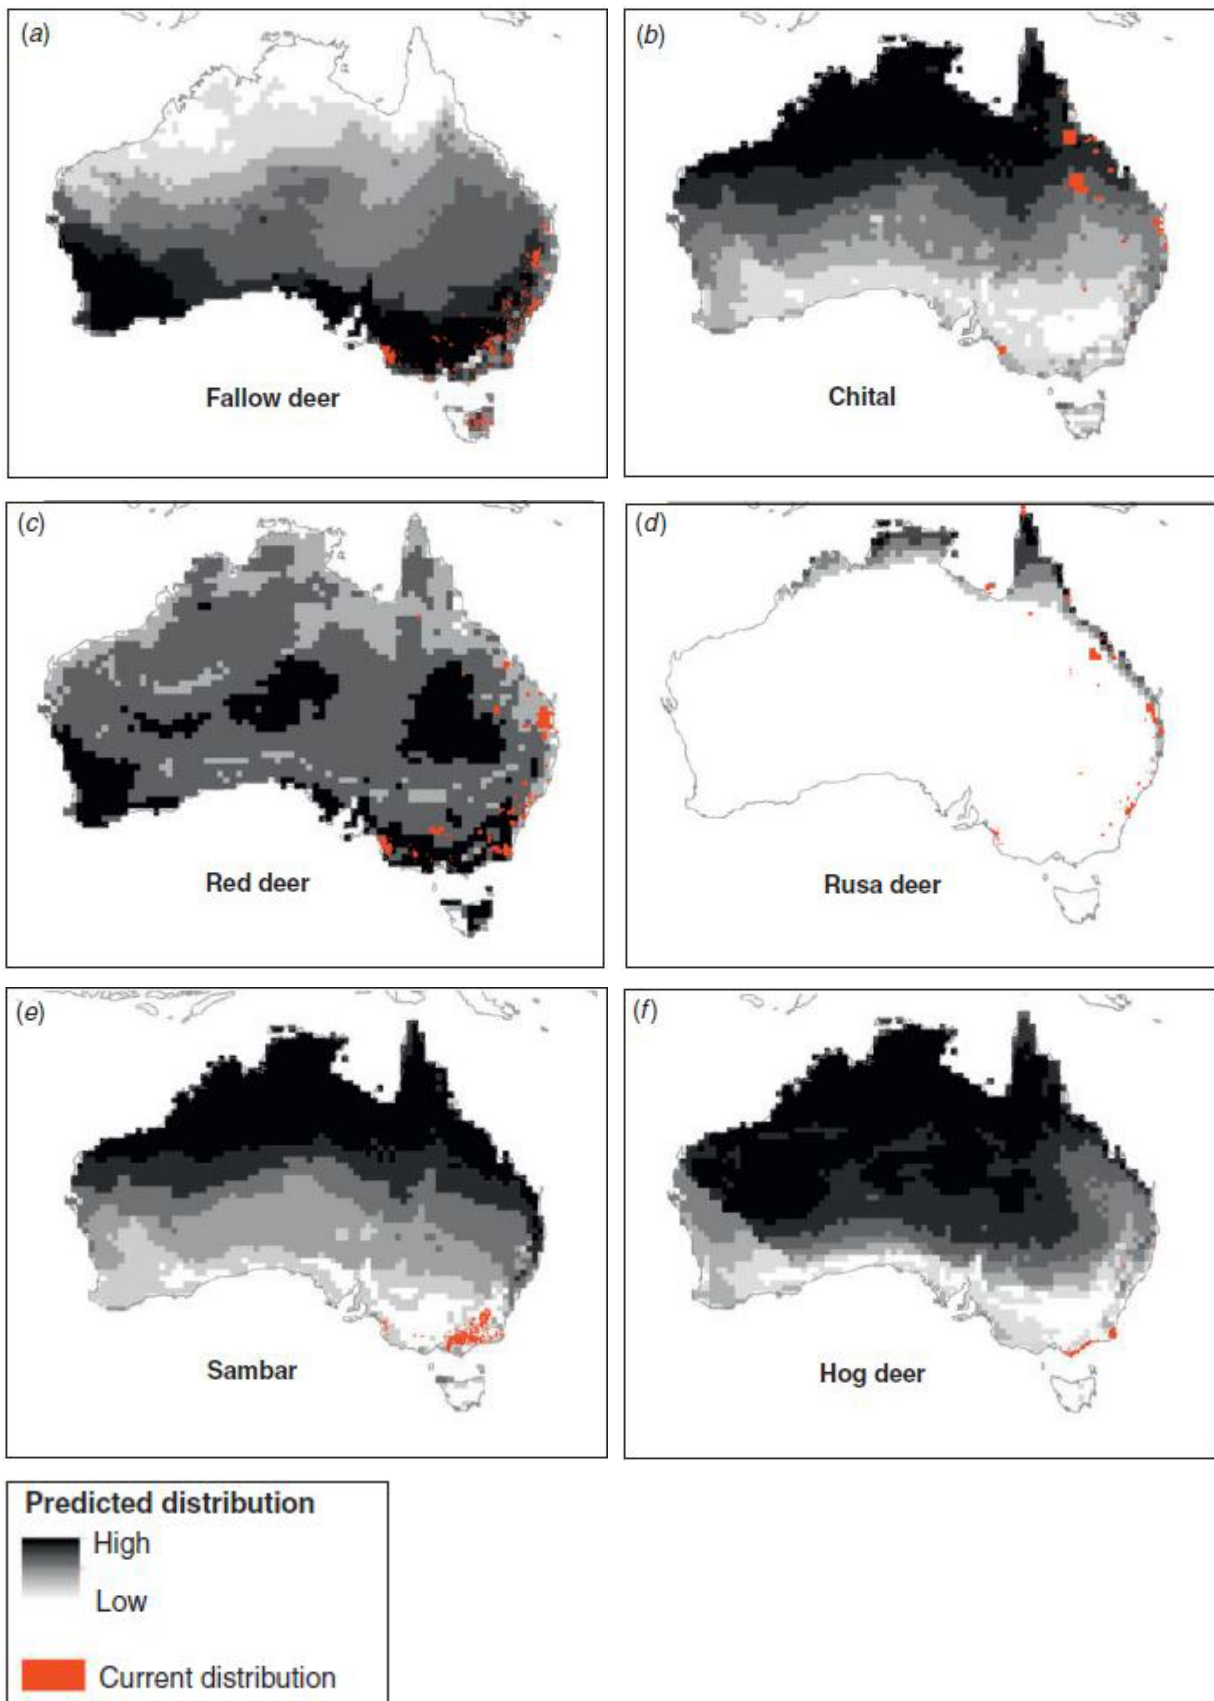 (a)
Fallow deer
(b)
Chital
(c)
Red deer
(d)
Rusa deer
(e)
Sambar
(f)
Hog deer
Predicted distribution
High
Low
Current distribution